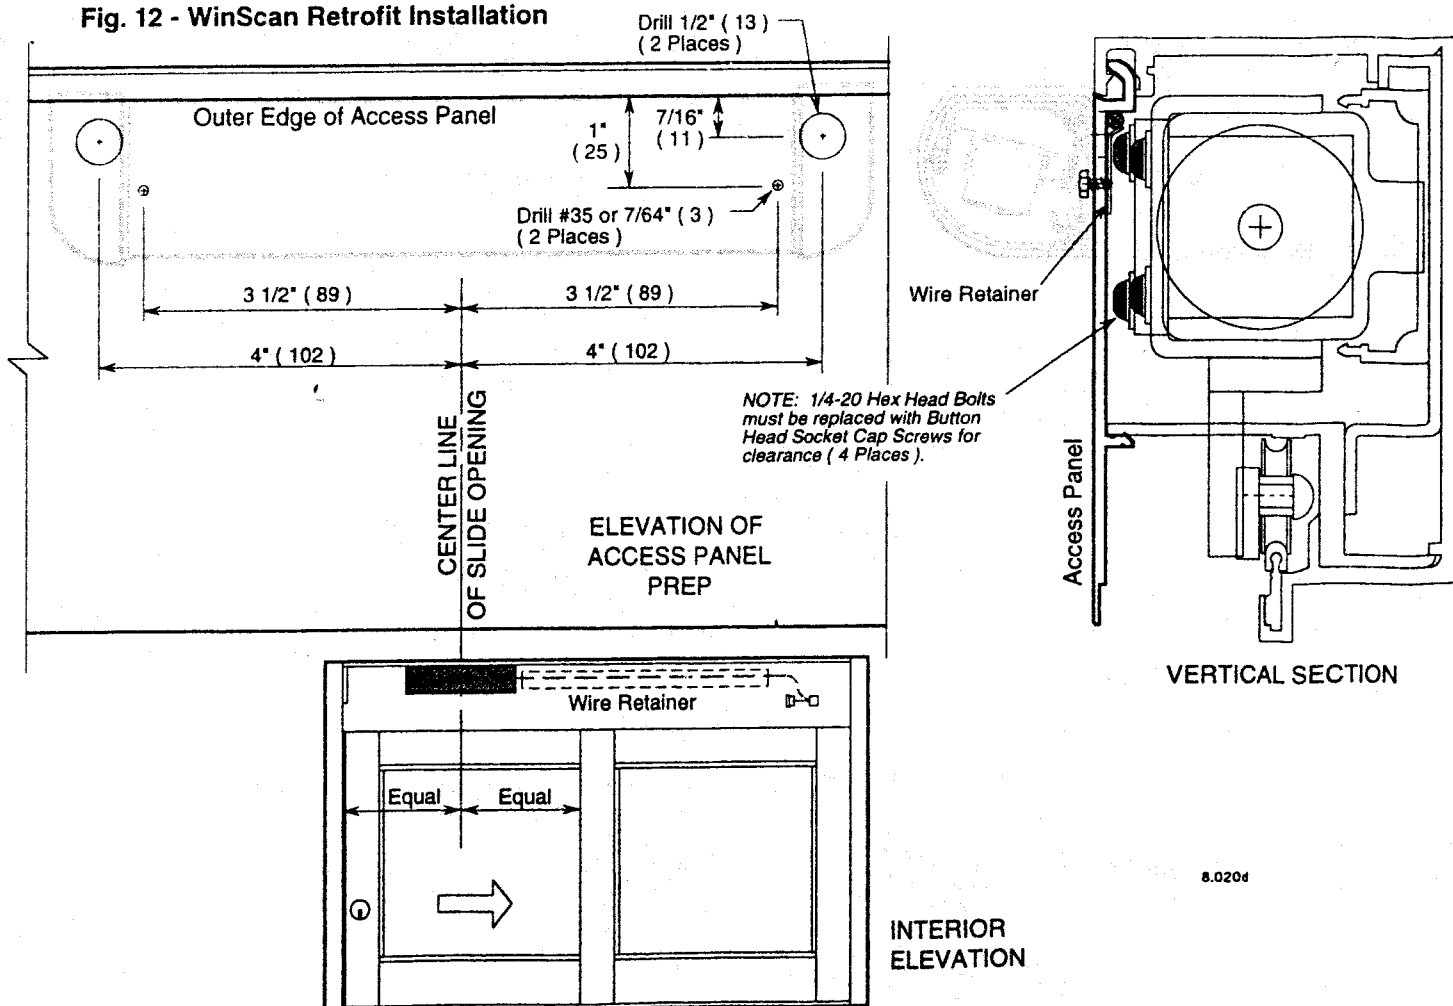 Fig. 12 - WinScan Retrofit Installation
Drill 1/2" ( 13 )
( 2 Places )
Outer Edge of Access Panel
1"
( 25 )
7/16"
( 11 )
Drill #35 or 7/64" ( 3 )
( 2 Places )
3 1/2" ( 89 )
3 1/2" ( 89 )
4" ( 102 )
4" ( 102 )
CENTER LINE
OF SLIDE OPENING
ELEVATION OF
ACCESS PANEL
PREP
Wire Retainer
NOTE: 1/4-20 Hex Head Bolts
must be replaced with Button
Head Socket Cap Screws for
clearance ( 4 Places ).
Access Panel
VERTICAL SECTION
Wire Retainer
Equal
Equal
8.020d
INTERIOR
ELEVATION